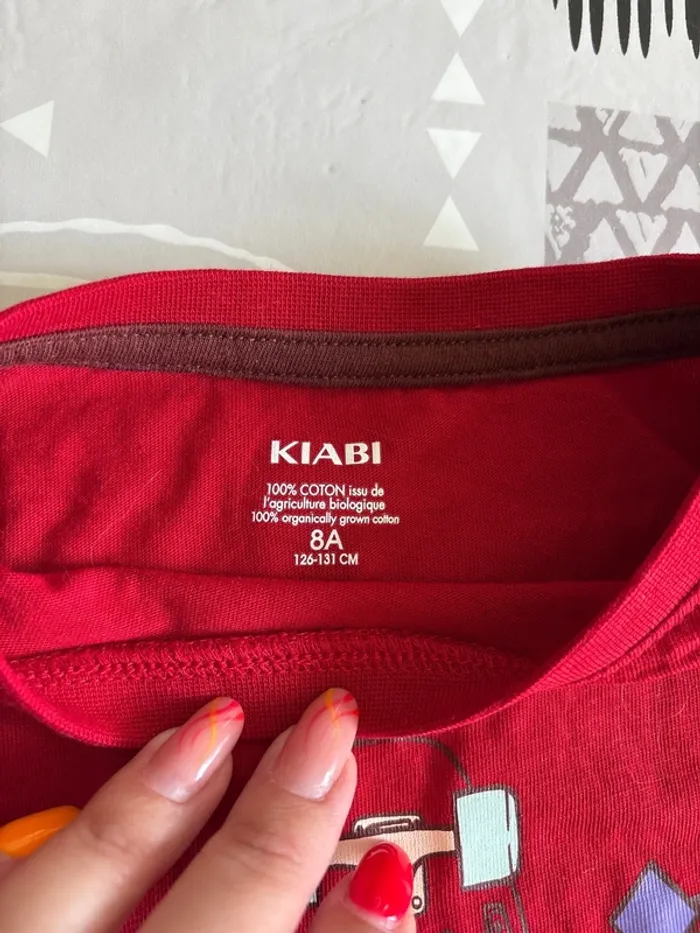 KIABI
100% COTON issu de
l'agriculture biologique
100% organically grown cotton
8A
126-131 CM